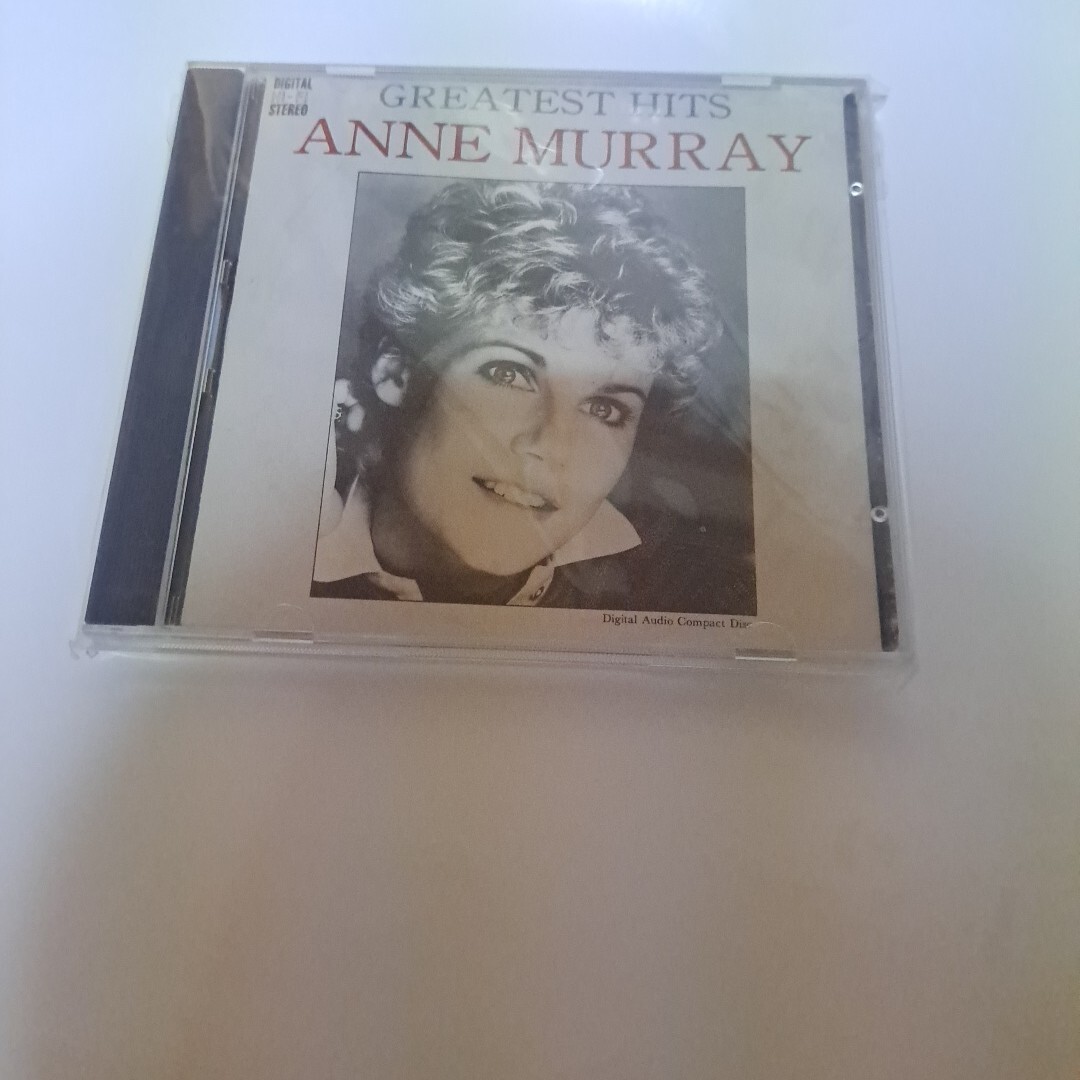 DIGITAL
HI-FI
STEREO
GREATEST HITS
ANNE MURRAY
Digital Audio Compact Disc